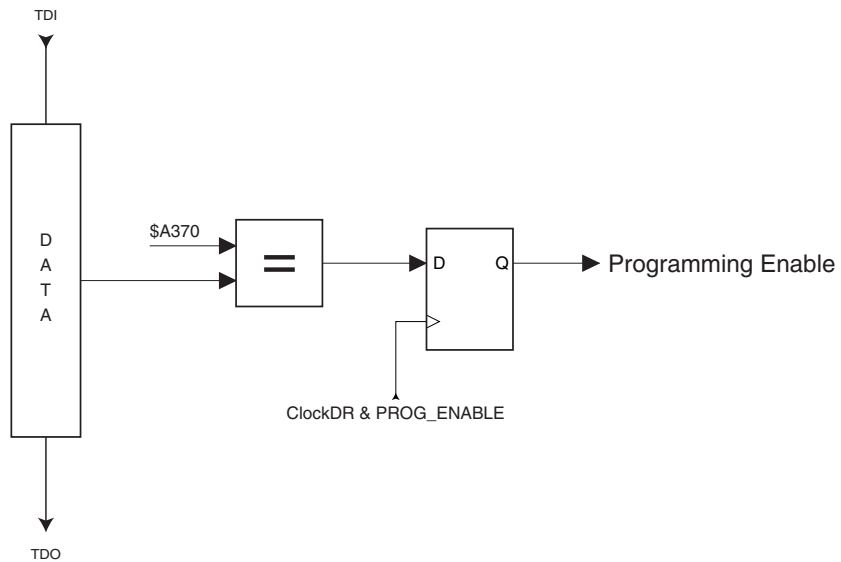 TDI
D
A
T
A
$A370
=
D
Q
Programming Enable
ClockDR & PROG_ENABLE
TDO